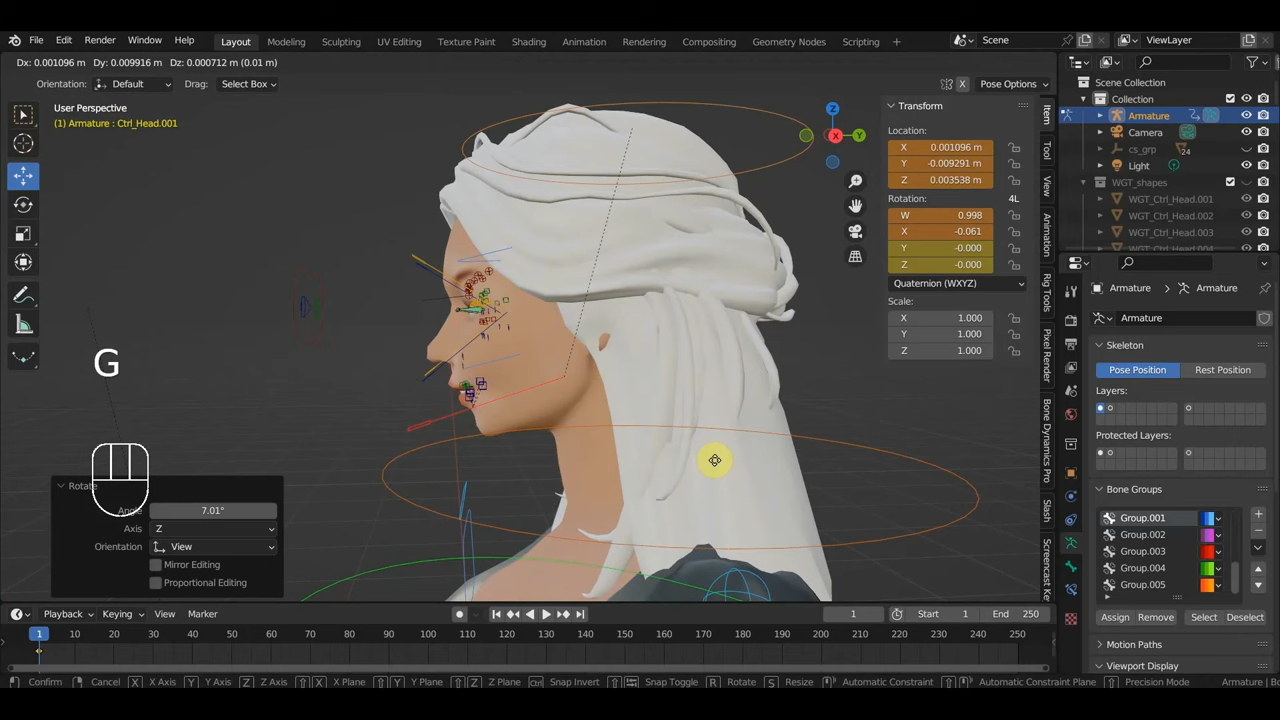 File Edit Render Window Help Layout Modeling Sculpting UV Editing Texture Paint Shading Animation Rendering Compositing Geometry Nodes Scripting + Scene ViewLayer
Dx: 0.001096 m Dy: 0.009916 m Dz: 0.000712 m (0.01 m)
Orientation: Default Drag: Select Box X Pose Options
User Perspective
(1) Armature : Ctrl_Head.001
Z
X
Y
Transform
Location:
X 0.001096 m
Y -0.009291 m
Z 0.003538 m
Rotation: 4L
W 0.998
X -0.061
Y -0.000
Z -0.000
Quaternion (WXYZ)
Scale:
X 1.000
Y 1.000
Z 1.000
Item
Tool
View
Animation
Rig Tools
Pixel Render
Bone Dynamics Pro
Slash
Screencast Ke
Scene Collection
Collection
Armature
Camera
cs_grp 24
Light
WGT_shapes
WGT_Ctrl_Head.001
WGT_Ctrl_Head.002
WGT_Ctrl_Head.003
WGT_Ctrl_Head.004
Armature Armature
Armature
Skeleton
Pose Position Rest Position
Layers:
Protected Layers:
Bone Groups
Group.001
Group.002
Group.003
Group.004
Group.005
Assign Remove Select Deselect
Motion Paths
Viewport Display
G
Rotate
Angle 7.01°
Axis Z
Orientation View
Mirror Editing
Proportional Editing
Playback Keying View Marker 1 Start 1 End 250
1 10 20 30 40 50 60 70 80 90 100 110 120 130 140 150 160 170 180 190 200 210 220 230 240 250
Confirm Cancel X X Axis Y Y Axis Z Z Axis X X Plane Y Y Plane Z Z Plane Ctrl Snap Invert Snap Toggle R Rotate S Resize Automatic Constraint Automatic Constraint Plane Precision Mode Armature | Bo